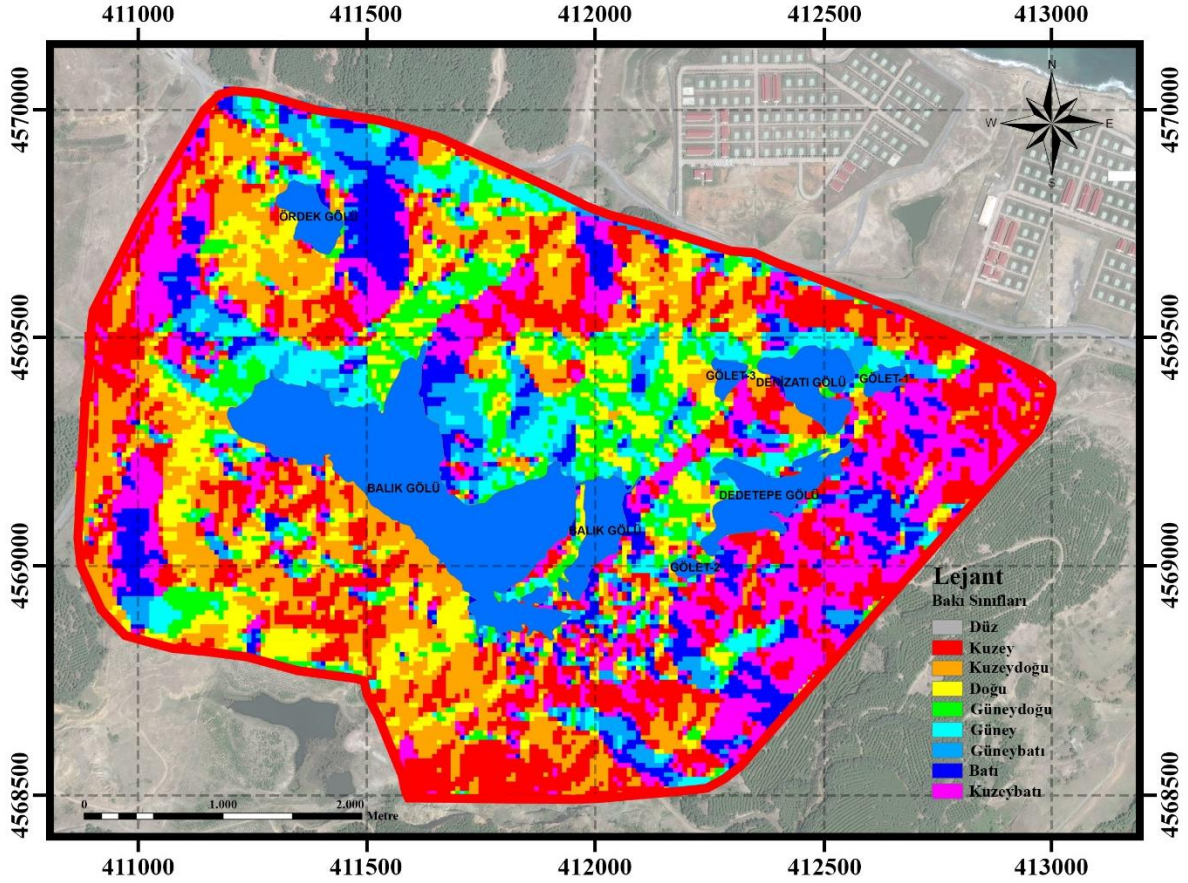 411000 411500 412000 412500 413000
4570000
4570000
N
W E
S
ÖRDEK GÖLÜ
4569500
4569500
GÖLET-3
DENİZATI GÖLÜ
GÖLET-1
BALIK GÖLÜ
DEDETEPE GÖLÜ
BALIK GÖLÜ
4569000
4569000
GÖLET-2
Lejant
Bakı Sınıfları
Düz
Kuzey
Kuzeydoğu
Doğu
Güneydoğu
Güney
Güneybatı
Batı
Kuzeybatı
4568500
4568500
0 1.000 2.000
Metre
411000 411500 412000 412500 413000